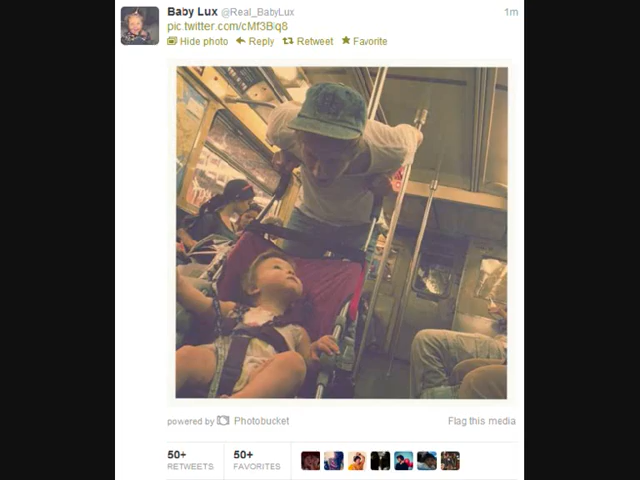 Baby Lux @Real_BabyLux 1m
pic.twitter.com/cMf3Biq8
Hide photo Reply Retweet Favorite
powered by Photobucket Flag this media
50+ 50+
RETWEETS FAVORITES